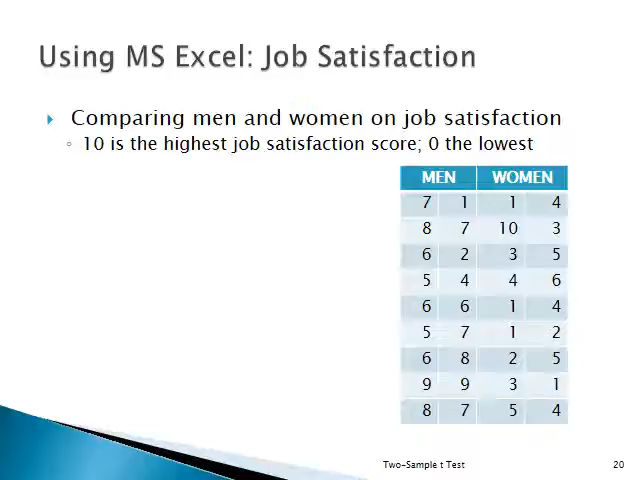 Using MS Excel: Job Satisfaction
Comparing men and women on job satisfaction
10 is the highest job satisfaction score; 0 the lowest
MEN WOMEN
7 1 1 4
8 7 10 3
6 2 3 5
5 4 4 6
6 6 1 4
5 7 1 2
6 8 2 5
9 9 3 1
8 7 5 4
Two-Sample t Test 20